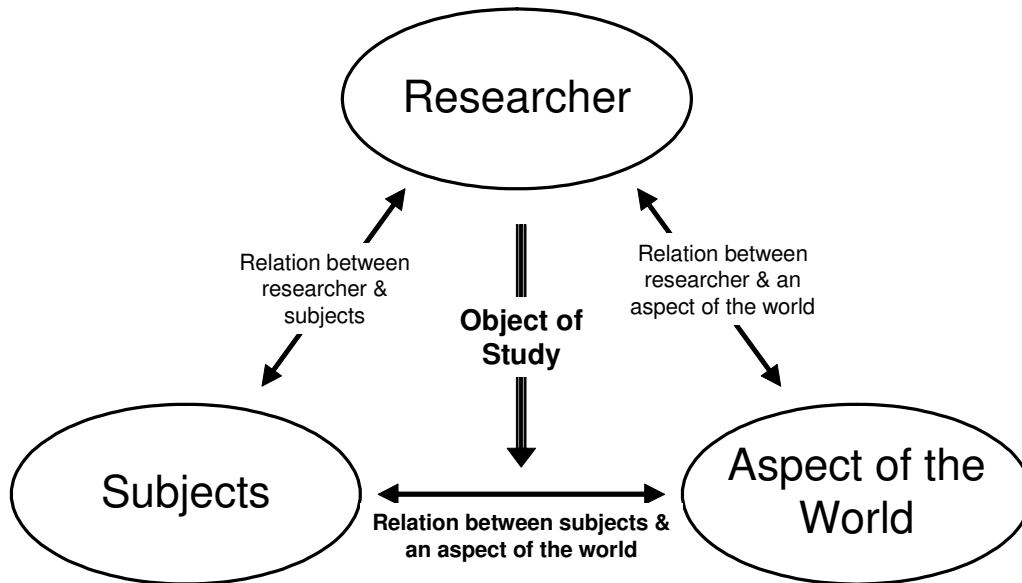 Researcher
Relation between
researcher &
subjects
Relation between
researcher & an
aspect of the world
Object of
Study
Subjects
Aspect of the
World
Relation between subjects &
an aspect of the world